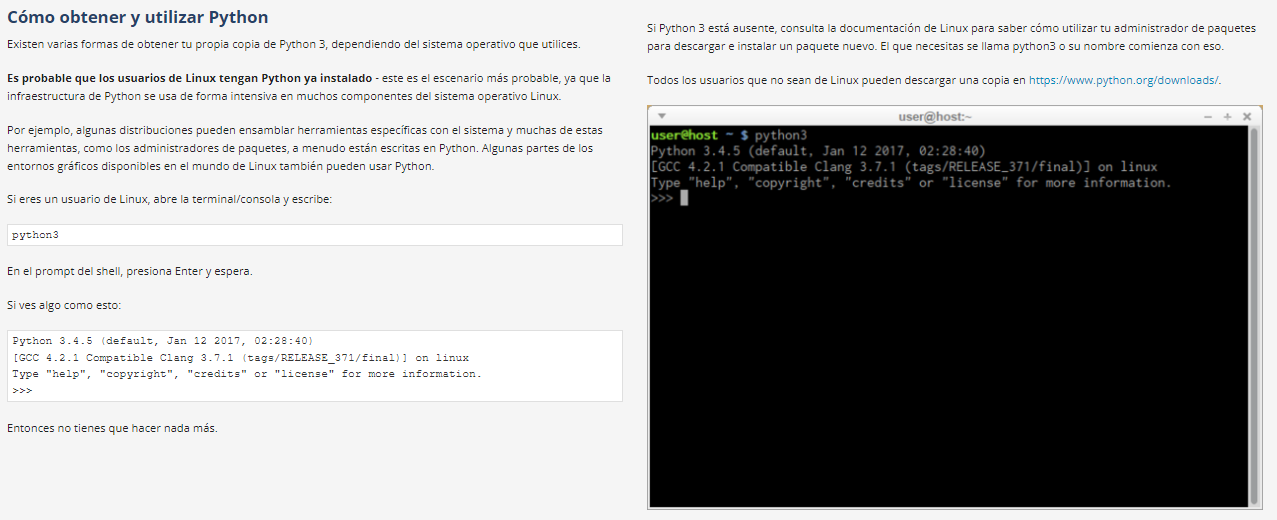 Cómo obtener y utilizar Python
Existen varias formas de obtener tu propia copia de Python 3, dependiendo del sistema operativo que utilices.
Es probable que los usuarios de Linux tengan Python ya instalado - este es el escenario más probable, ya que la
infraestructura de Python se usa de forma intensiva en muchos componentes del sistema operativo Linux.
Por ejemplo, algunas distribuciones pueden ensamblar herramientas específicas con el sistema y muchas de estas
herramientas, como los administradores de paquetes, a menudo están escritas en Python. Algunas partes de los
entornos gráficos disponibles en el mundo de Linux también pueden usar Python.
Si eres un usuario de Linux, abre la terminal/consola y escribe:
python3
En el prompt del shell, presiona Enter y espera.
Si ves algo como esto:
Python 3.4.5 (default, Jan 12 2017, 02:28:40)
[GCC 4.2.1 Compatible Clang 3.7.1 (tags/RELEASE_371/final)] on linux
Type "help", "copyright", "credits" or "license" for more information.
>>>
Entonces no tienes que hacer nada más.
Si Python 3 está ausente, consulta la documentación de Linux para saber cómo utilizar tu administrador de paquetes
para descargar e instalar un paquete nuevo. El que necesitas se llama python3 o su nombre comienza con eso.
Todos los usuarios que no sean de Linux pueden descargar una copia en https://www.python.org/downloads/.
user@host:~
user@host ~ $ python3
Python 3.4.5 (default, Jan 12 2017, 02:28:40)
[GCC 4.2.1 Compatible Clang 3.7.1 (tags/RELEASE_371/final)] on linux
Type "help", "copyright", "credits" or "license" for more information.
>>>